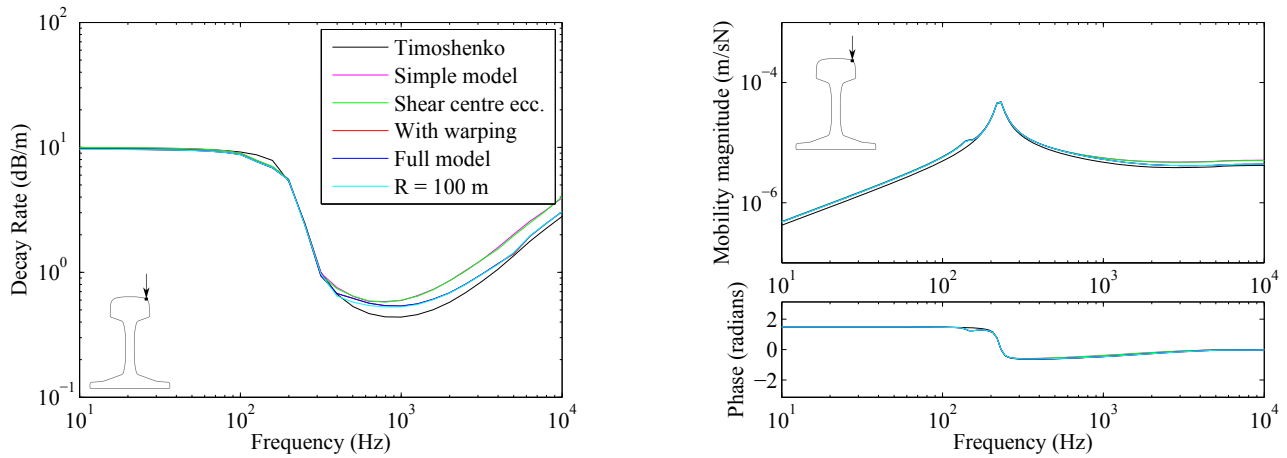 Decay Rate (dB/m)
10^2
10^1
10^0
10^-1
Timoshenko
Simple model
Shear centre ecc.
With warping
Full model
R = 100 m
10^1
10^2
10^3
10^4
Frequency (Hz)
Mobility magnitude (m/sN)
10^-4
10^-6
10^1
10^2
10^3
10^4
Phase (radians)
2
0
−2
10^1
10^2
10^3
10^4
Frequency (Hz)